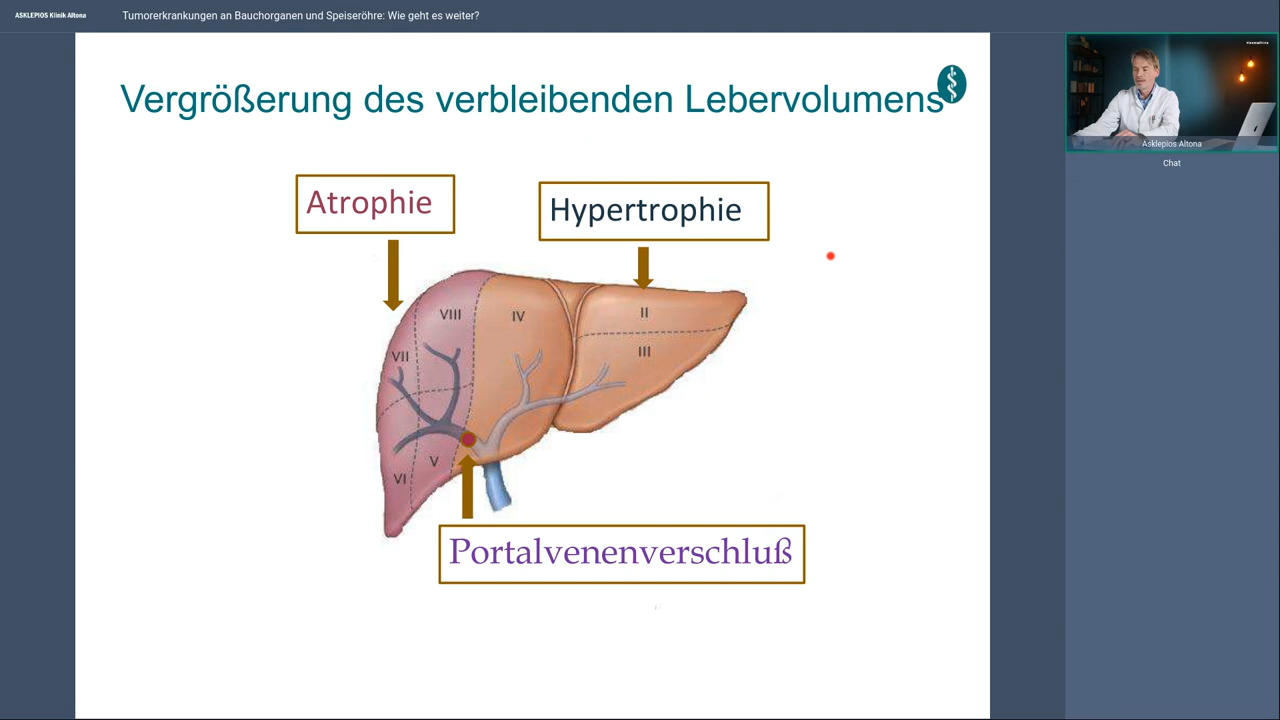 ASKLEPIOS Klinik Altona
Tumorerkrankungen an Bauchorganen und Speiseröhre: Wie geht es weiter?
Vergrößerung des verbleibenden Lebervolumens
Atrophie
Hypertrophie
VIII
IV
II
III
VII
V
VI
Portalvenenverschluß
Asklepios Altona
Chat